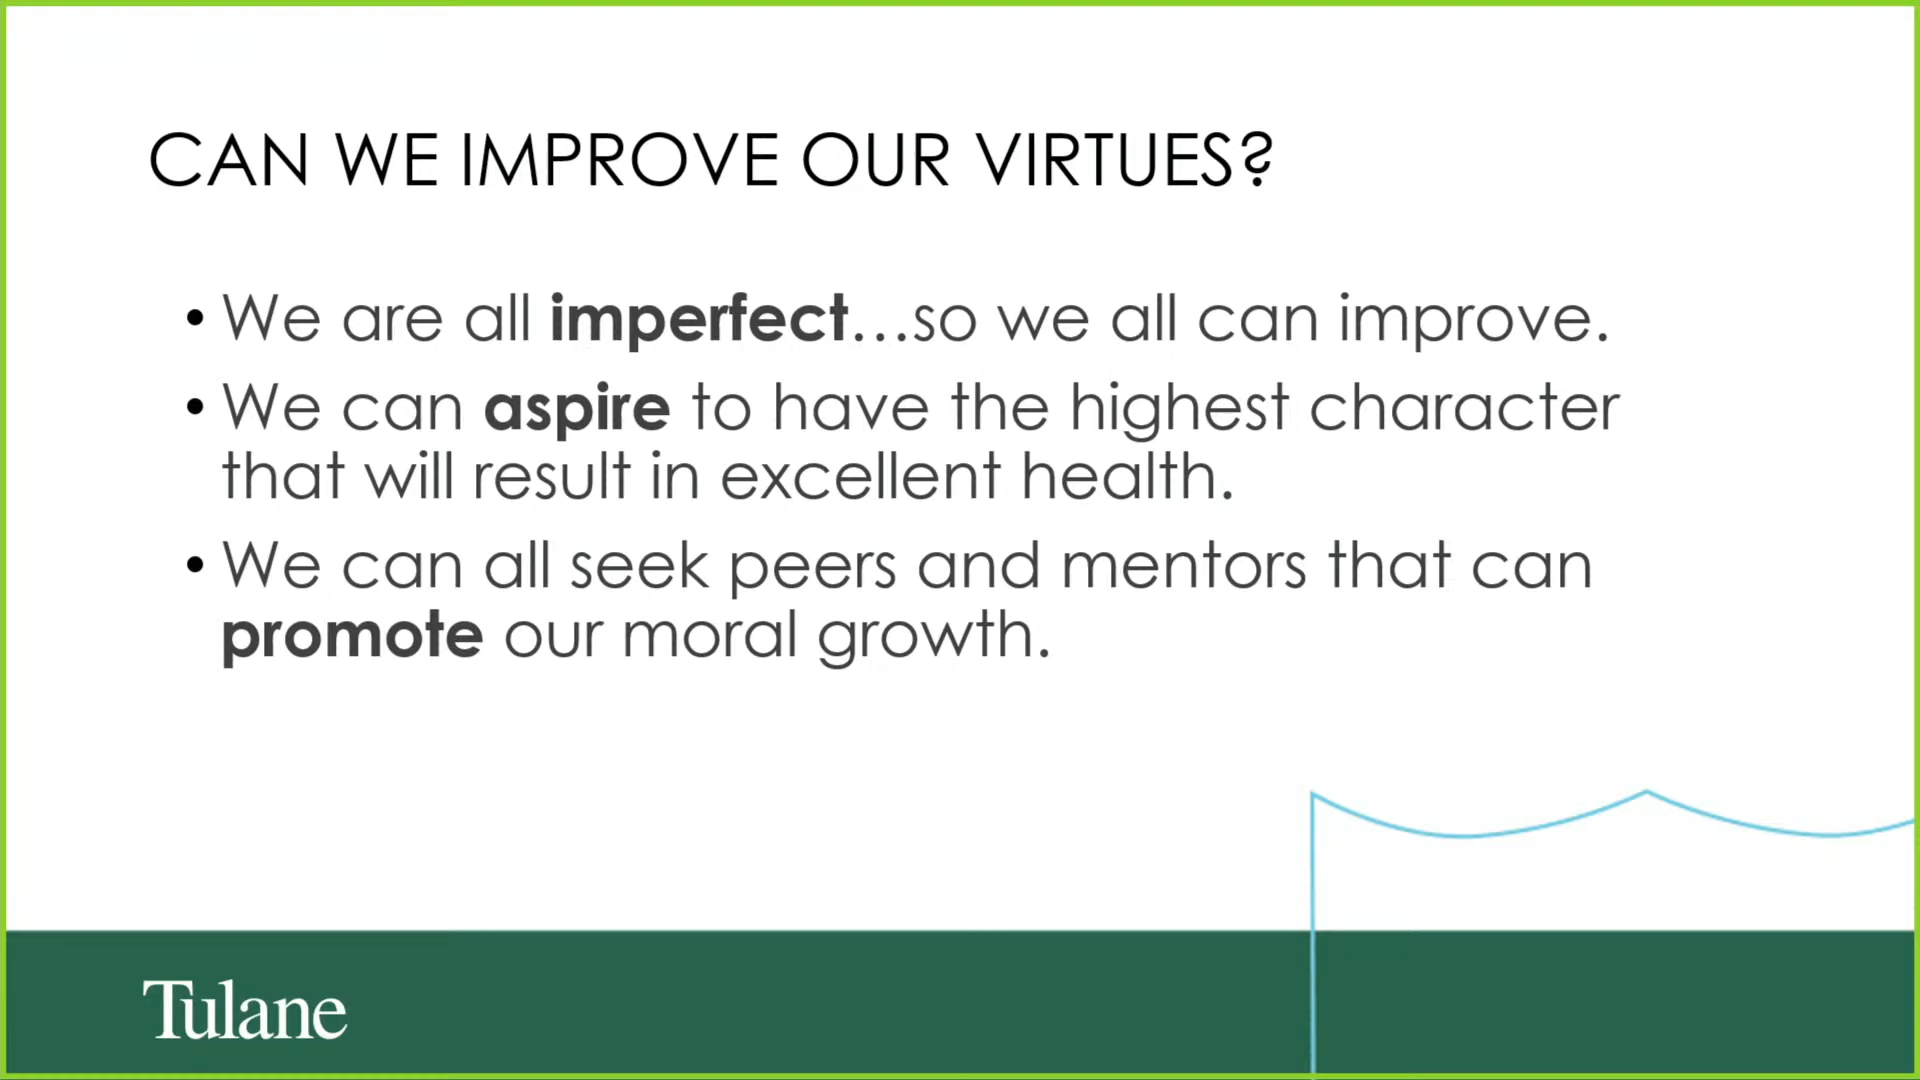 CAN WE IMPROVE OUR VIRTUES?
• We are all imperfect...so we all can improve.
• We can aspire to have the highest character
that will result in excellent health.
• We can all seek peers and mentors that can
promote our moral growth.
Tulane